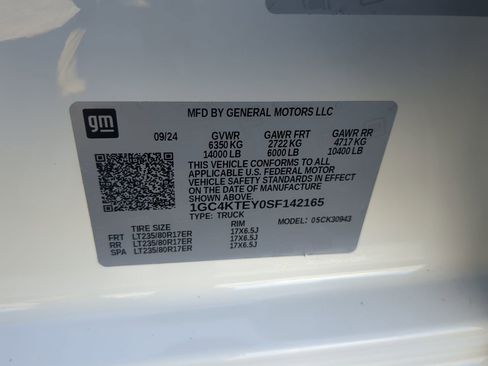 gm
MFD BY GENERAL MOTORS LLC
09/24 GVWR GAWR FRT GAWR RR
6350 KG 2722 KG 4717 KG
14000 LB 6000 LB 10400 LB
THIS VEHICLE CONFORMS TO ALL
APPLICABLE U.S. FEDERAL MOTOR
VEHICLE SAFETY STANDARDS IN EFFECT
ON THE DATE OF MANUFACTURE
SHOWN ABOVE.
1GC4KTEY0SF142165
TYPE: TRUCK MODEL: 05CK30943
TIRE SIZE RIM
FRT LT235/80R17ER 17X6.5J
RR LT235/80R17ER 17X6.5J
SPA LT235/80R17ER 17X6.5J